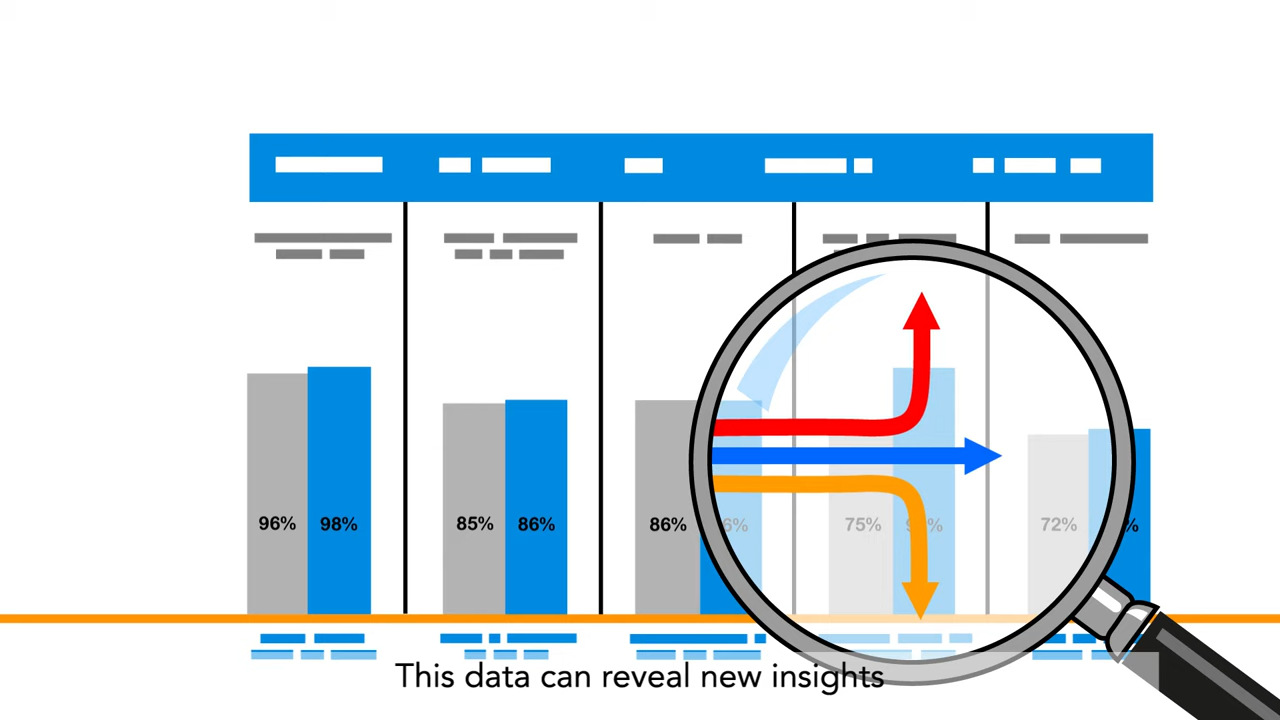 96% 98% 85% 86% 86% 75% 72%
This data can reveal new insights